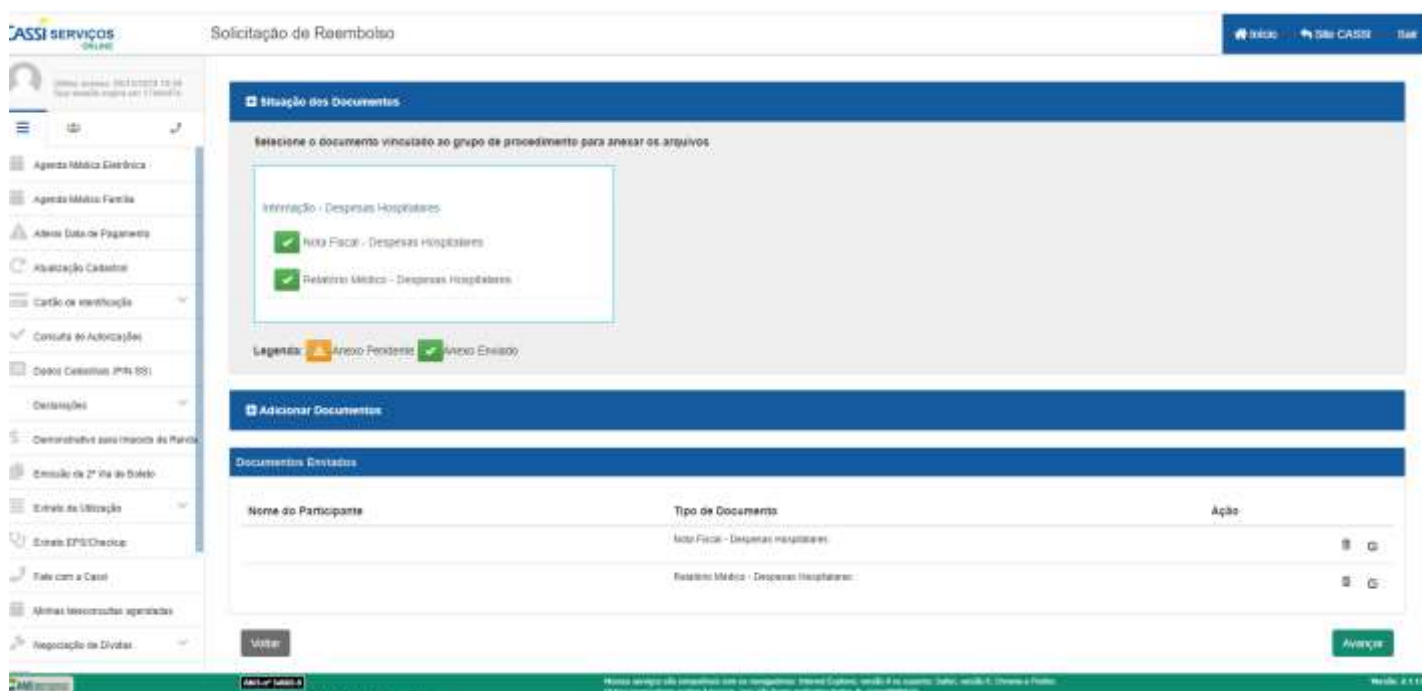 CASSI SERVIÇOS
ONLINE
Solicitação de Reembolso
Início
Site CASSI
Sair
Situação dos Documentos
Selecione o documento vinculado ao grupo de procedimento para anexar os arquivos
Internação - Despesas Hospitalares
Nota Fiscal - Despesas Hospitalares
Relatório Médico - Despesas Hospitalares
Legenda: Anexo Pendente Anexo Enviado
Adicionar Documentos
Documentos Enviados
Nome do Participante
Tipo de Documento
Ação
Nota Fiscal - Despesas Hospitalares
Relatório Médico - Despesas Hospitalares
Voltar
Avançar
Agenda Médica Eletrônica
Agenda Médico Família
Alterar Data de Pagamento
Atualização Cadastral
Cartão de Identificação
Consulta de Autorizações
Dados Cadastrais (PIN SS)
Declarações
Demonstrativo para Imposto de Renda
Emissão de 2ª Via de Boleto
Extrato de Utilização
Extrato EPS/Checkup
Fale com a Cassi
Minhas teleconsultas agendadas
Negociação de Dívidas